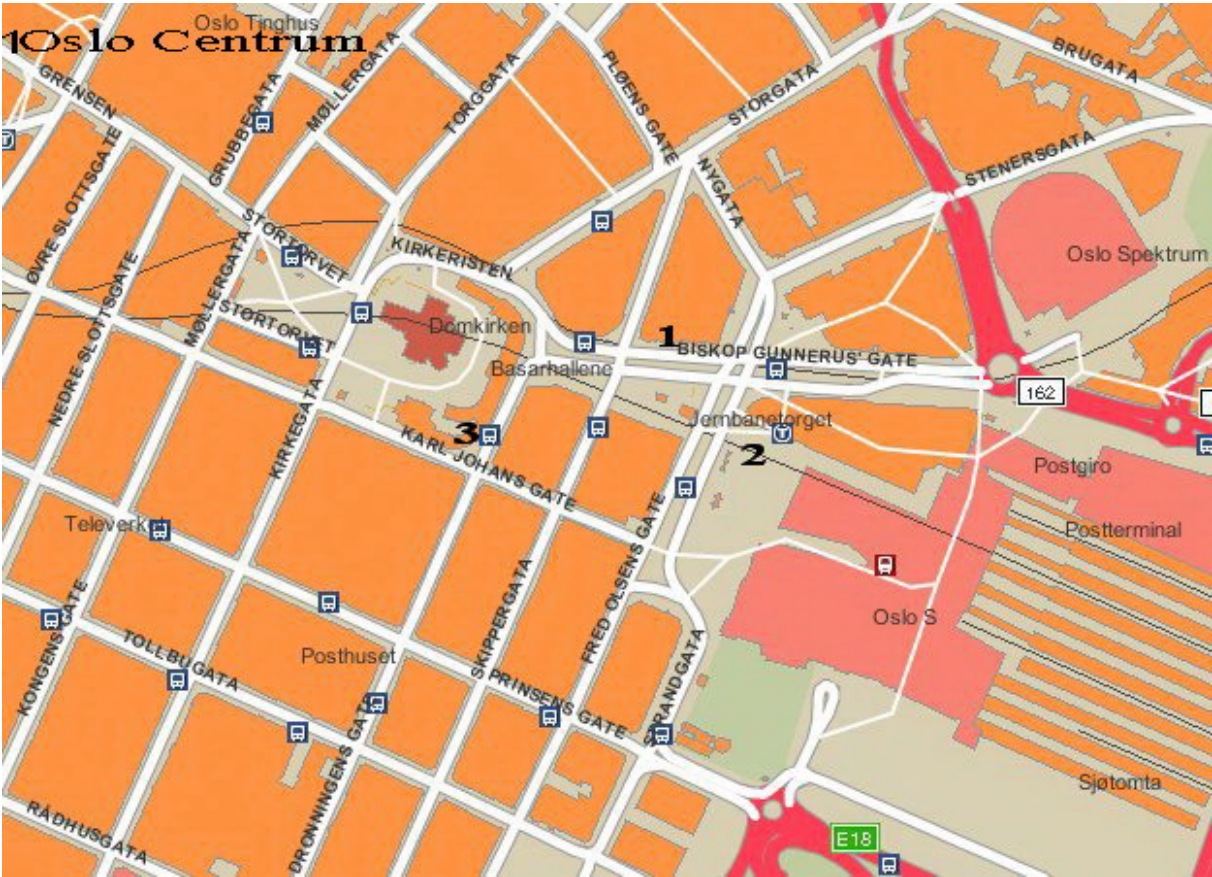 Oslo Tinghus
1Oslo Centrum
GRENSEN
GRUBBEGATA
MØLLERGATA
TORGGATA
PLØENS GATE
STORGATA
BRUGATA
NYGATA
STENERSGATA
T
ØVRE SLOTTSGATE
NEDRE SLOTTSGATE
MØLLERGATA
STORTORVET
KIRKERISTEN
Oslo Spektrum
STORTORVET
Domkirken
1
BISKOP GUNNERUS' GATE
Basarhallene
162
Jernbanetorget
T
3
2
KARL JOHANS GATE
KIRKEGATA
Postgiro
Televerket
Postterminal
FRED OLSENS GATE
SKIPPERGATA
Oslo S
KONGENS GATE
TOLLBUGATA
Posthuset
PRINSENS GATE
STRANDGATA
DRONNINGENS GATE
Sjøtomta
RÅDHUSGATA
E18